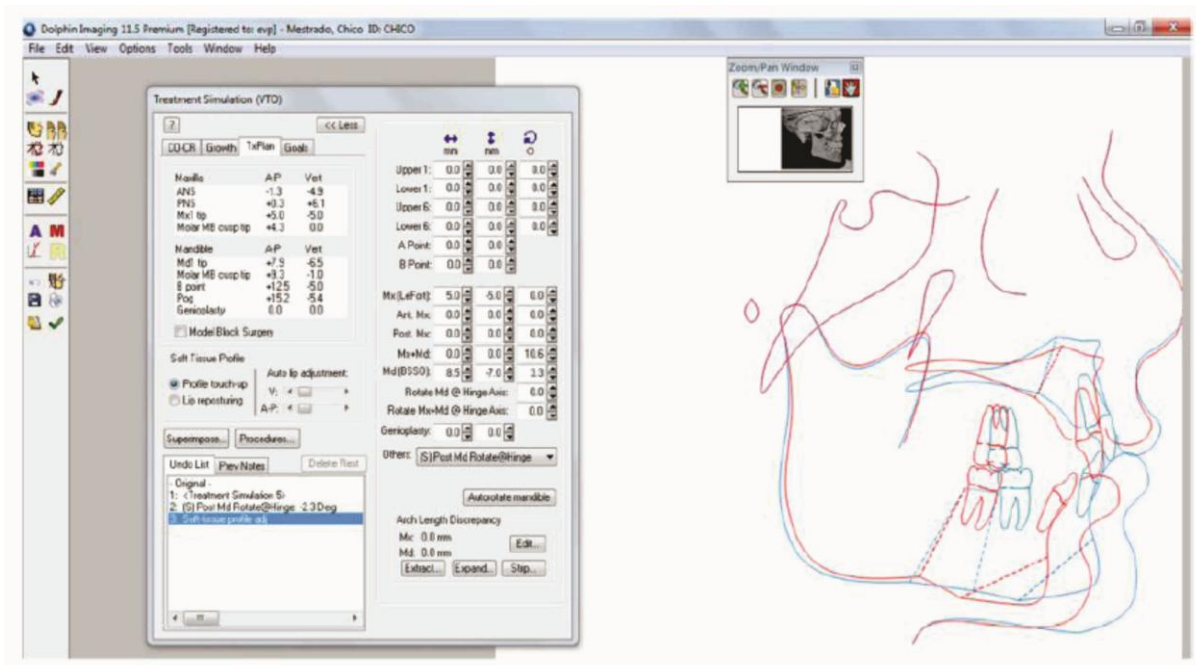 Dolphin Imaging 11.5 Premium [Registered to: evp] - Mestrado, Chico ID: CHICO
File Edit View Options Tools Window Help
Zoom/Pan Window
Treatment Simulation (VTO)
?
<< Less
CO-CR Growth TxPlan Goals
mm mm o
Maxilla A-P Vet
ANS -1.3 -4.9
PNS +0.3 +6.1
Mx1 tip +5.0 -5.0
Molar MB cusp tip +4.3 0.0
Mandible A-P Vet
Md1 tip +7.9 -6.5
Molar MB cusp tip +9.3 -1.0
B point +12.5 -5.0
Pog +15.2 -5.4
Genioplasty 0.0 0.0
Model Block Surgery
Soft Tissue Profile
Profile touch-up
Lip reposturing
Auto lip adjustment:
V:
A-P:
Superimpose... Procedures...
Undo List Prev Notes Delete Rest
- Original -
1: <Treatment Simulation 5>
2: (S) Post Md Rotate@Hinge -2.3 Deg
3: Soft-tissue profile adj
Upper 1: 0.0 0.0 0.0
Lower 1: 0.0 0.0 0.0
Upper 6: 0.0 0.0 0.0
Lower 6: 0.0 0.0 0.0
A Point: 0.0 0.0
B Point: 0.0 0.0
Mx(LeFort): 5.0 -5.0 0.0
Ant. Mx: 0.0 0.0 0.0
Post. Mx: 0.0 0.0 0.0
Mx+Md: 0.0 0.0 10.6
Md(BSSO): 8.5 -7.0 3.3
Rotate Md @ Hinge Axis: 0.0
Rotate Mx+Md @ Hinge Axis: 0.0
Genioplasty: 0.0 0.0
Others: (S)Post Md Rotate@Hinge
Autorotate mandible
Arch Length Discrepancy
Mx: 0.0 mm
Md: 0.0 mm
Edit...
Extract... Expand... Strip...
A M